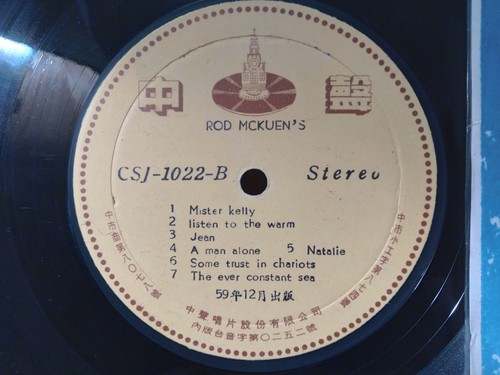 中聲
ROD MCKUEN'S
CSJ-1022-B Stereo
1 Mister kelly
2 listen to the warm
3 Jean
4 A man alone 5 Natalie
6 Some trust in chariots
7 The ever constant sea
59年12月出版
中聲唱片股份有限公司
內版台音字第〇二五二號